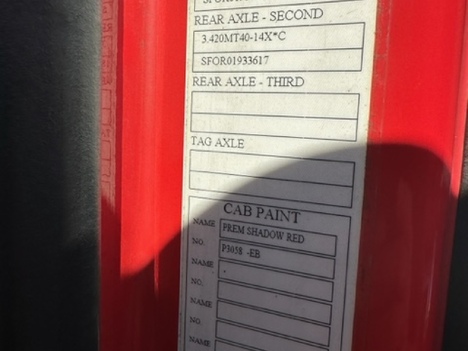 REAR AXLE - SECOND
3.420MT40-14X*C
SFOR01933617
REAR AXLE - THIRD
TAG AXLE
CAB PAINT
NAME PREM SHADOW RED
NO. P3058 -EB
NAME
NO.
NAME
NO.
NAME